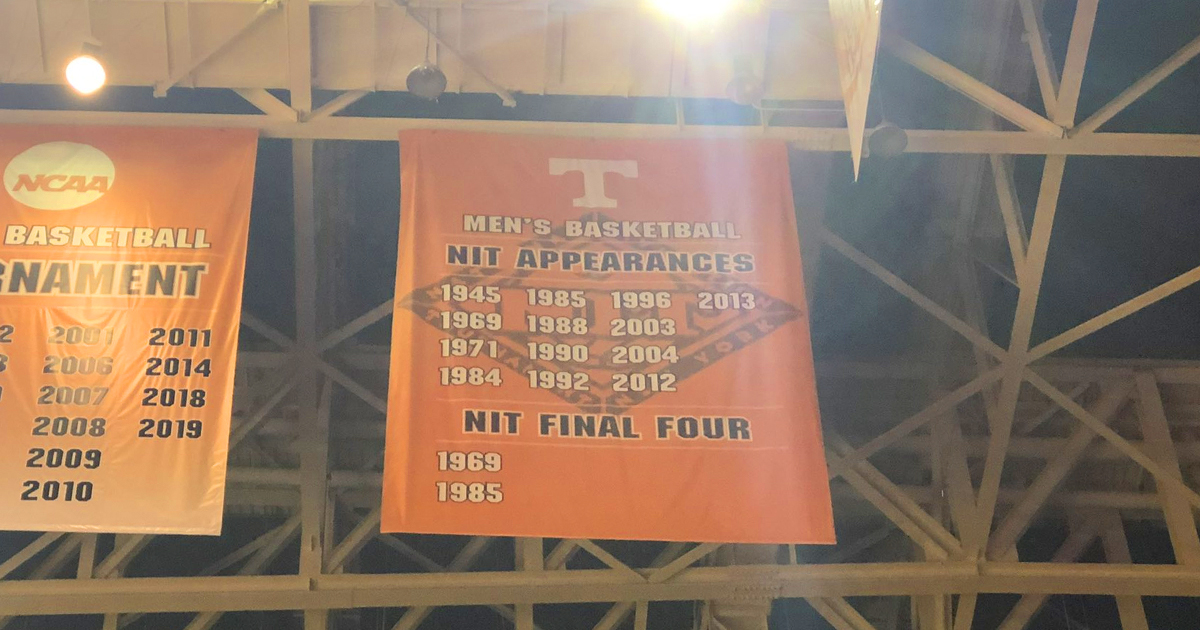 NCAA
BASKETBALL
2001 2011
2006 2014
2007 2018
2008 2019
2009
2010
T
MEN'S BASKETBALL
NIT APPEARANCES
1945 1985 1996 2013
1969 1988 2003
1971 1990 2004
1984 1992 2012
NIT FINAL FOUR
1969
1985